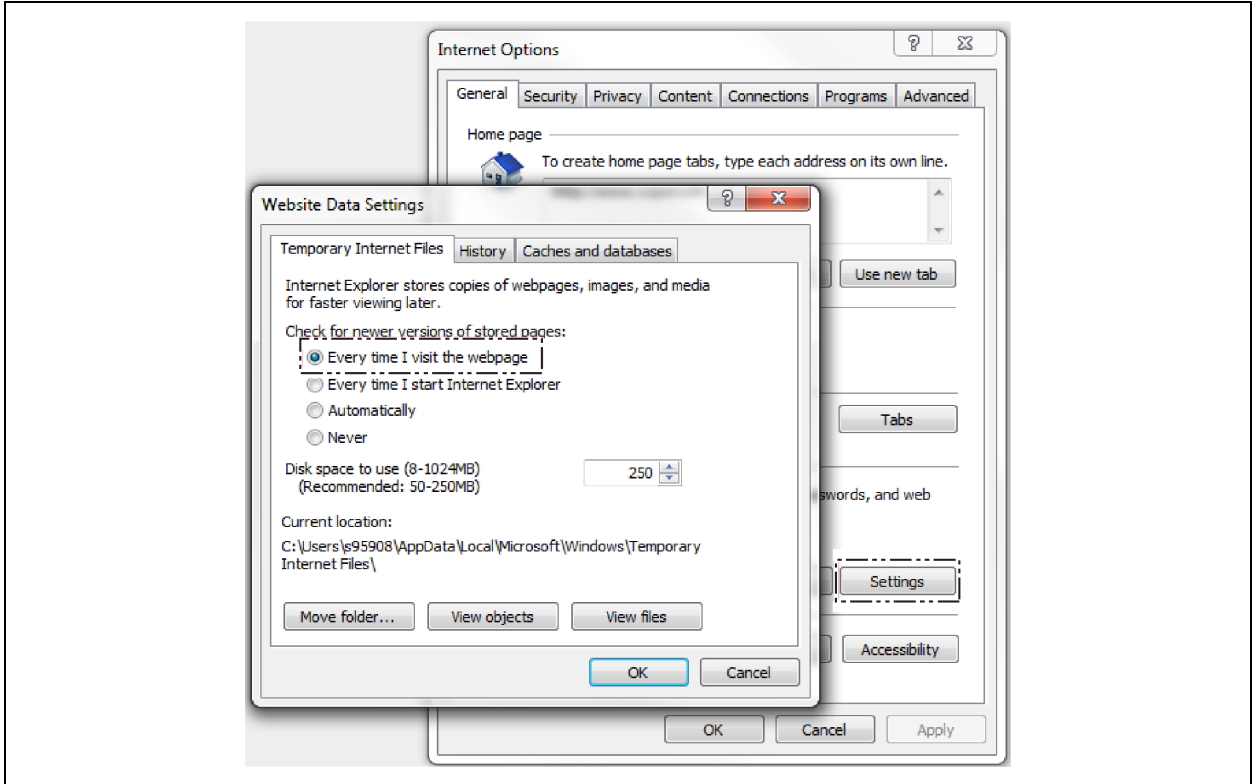 Internet Options
General Security Privacy Content Connections Programs Advanced
Home page
To create home page tabs, type each address on its own line.
Use new tab
Tabs
swords, and web
Settings
Accessibility
OK Cancel Apply
Website Data Settings
Temporary Internet Files History Caches and databases
Internet Explorer stores copies of webpages, images, and media
for faster viewing later.
Check for newer versions of stored pages:
Every time I visit the webpage
Every time I start Internet Explorer
Automatically
Never
Disk space to use (8-1024MB)
(Recommended: 50-250MB)
250
Current location:
C:\Users\s95908\AppData\Local\Microsoft\Windows\Temporary
Internet Files\
Move folder... View objects View files
OK Cancel